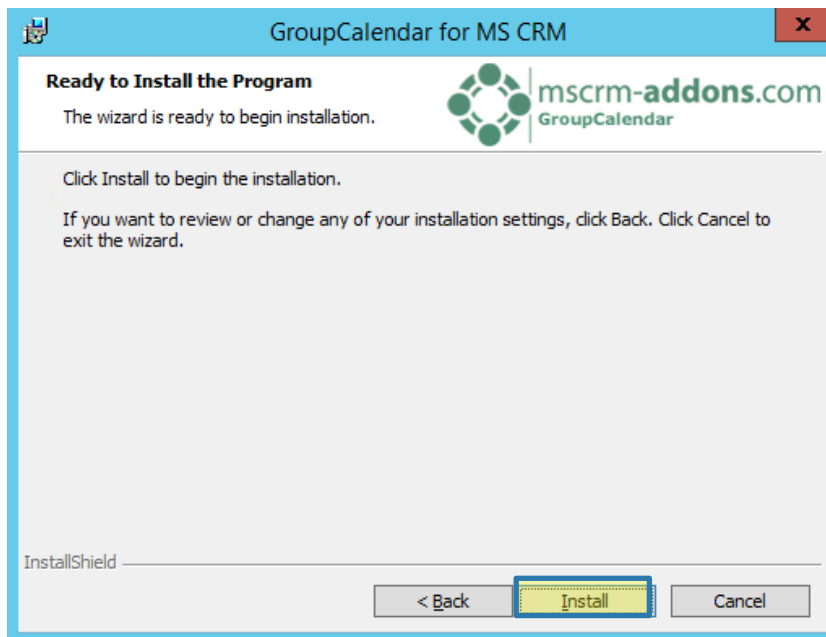 GroupCalendar for MS CRM
x
Ready to Install the Program
The wizard is ready to begin installation.
mscrm-addons.com
GroupCalendar
Click Install to begin the installation.
If you want to review or change any of your installation settings, click Back. Click Cancel to
exit the wizard.
InstallShield
< Back
Install
Cancel